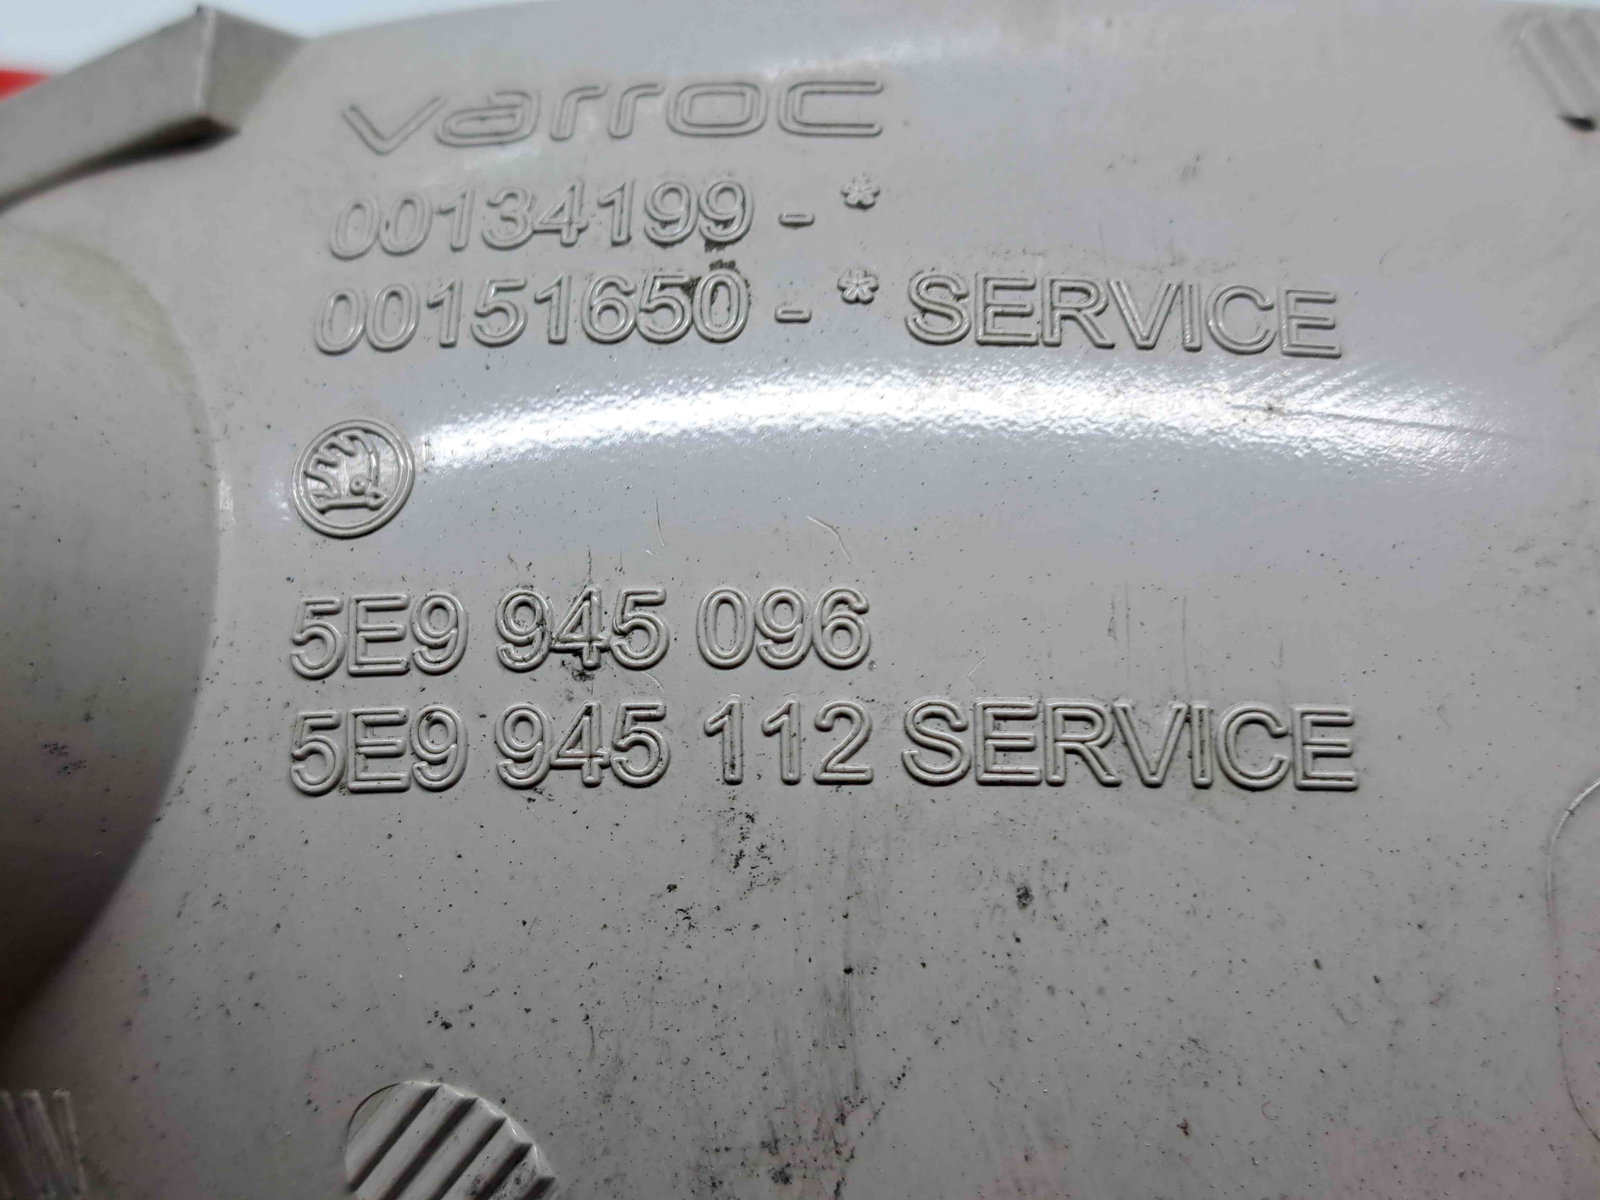 varroc
00134199 - *
00151650 - * SERVICE
5E9 945 096
5E9 945 112 SERVICE